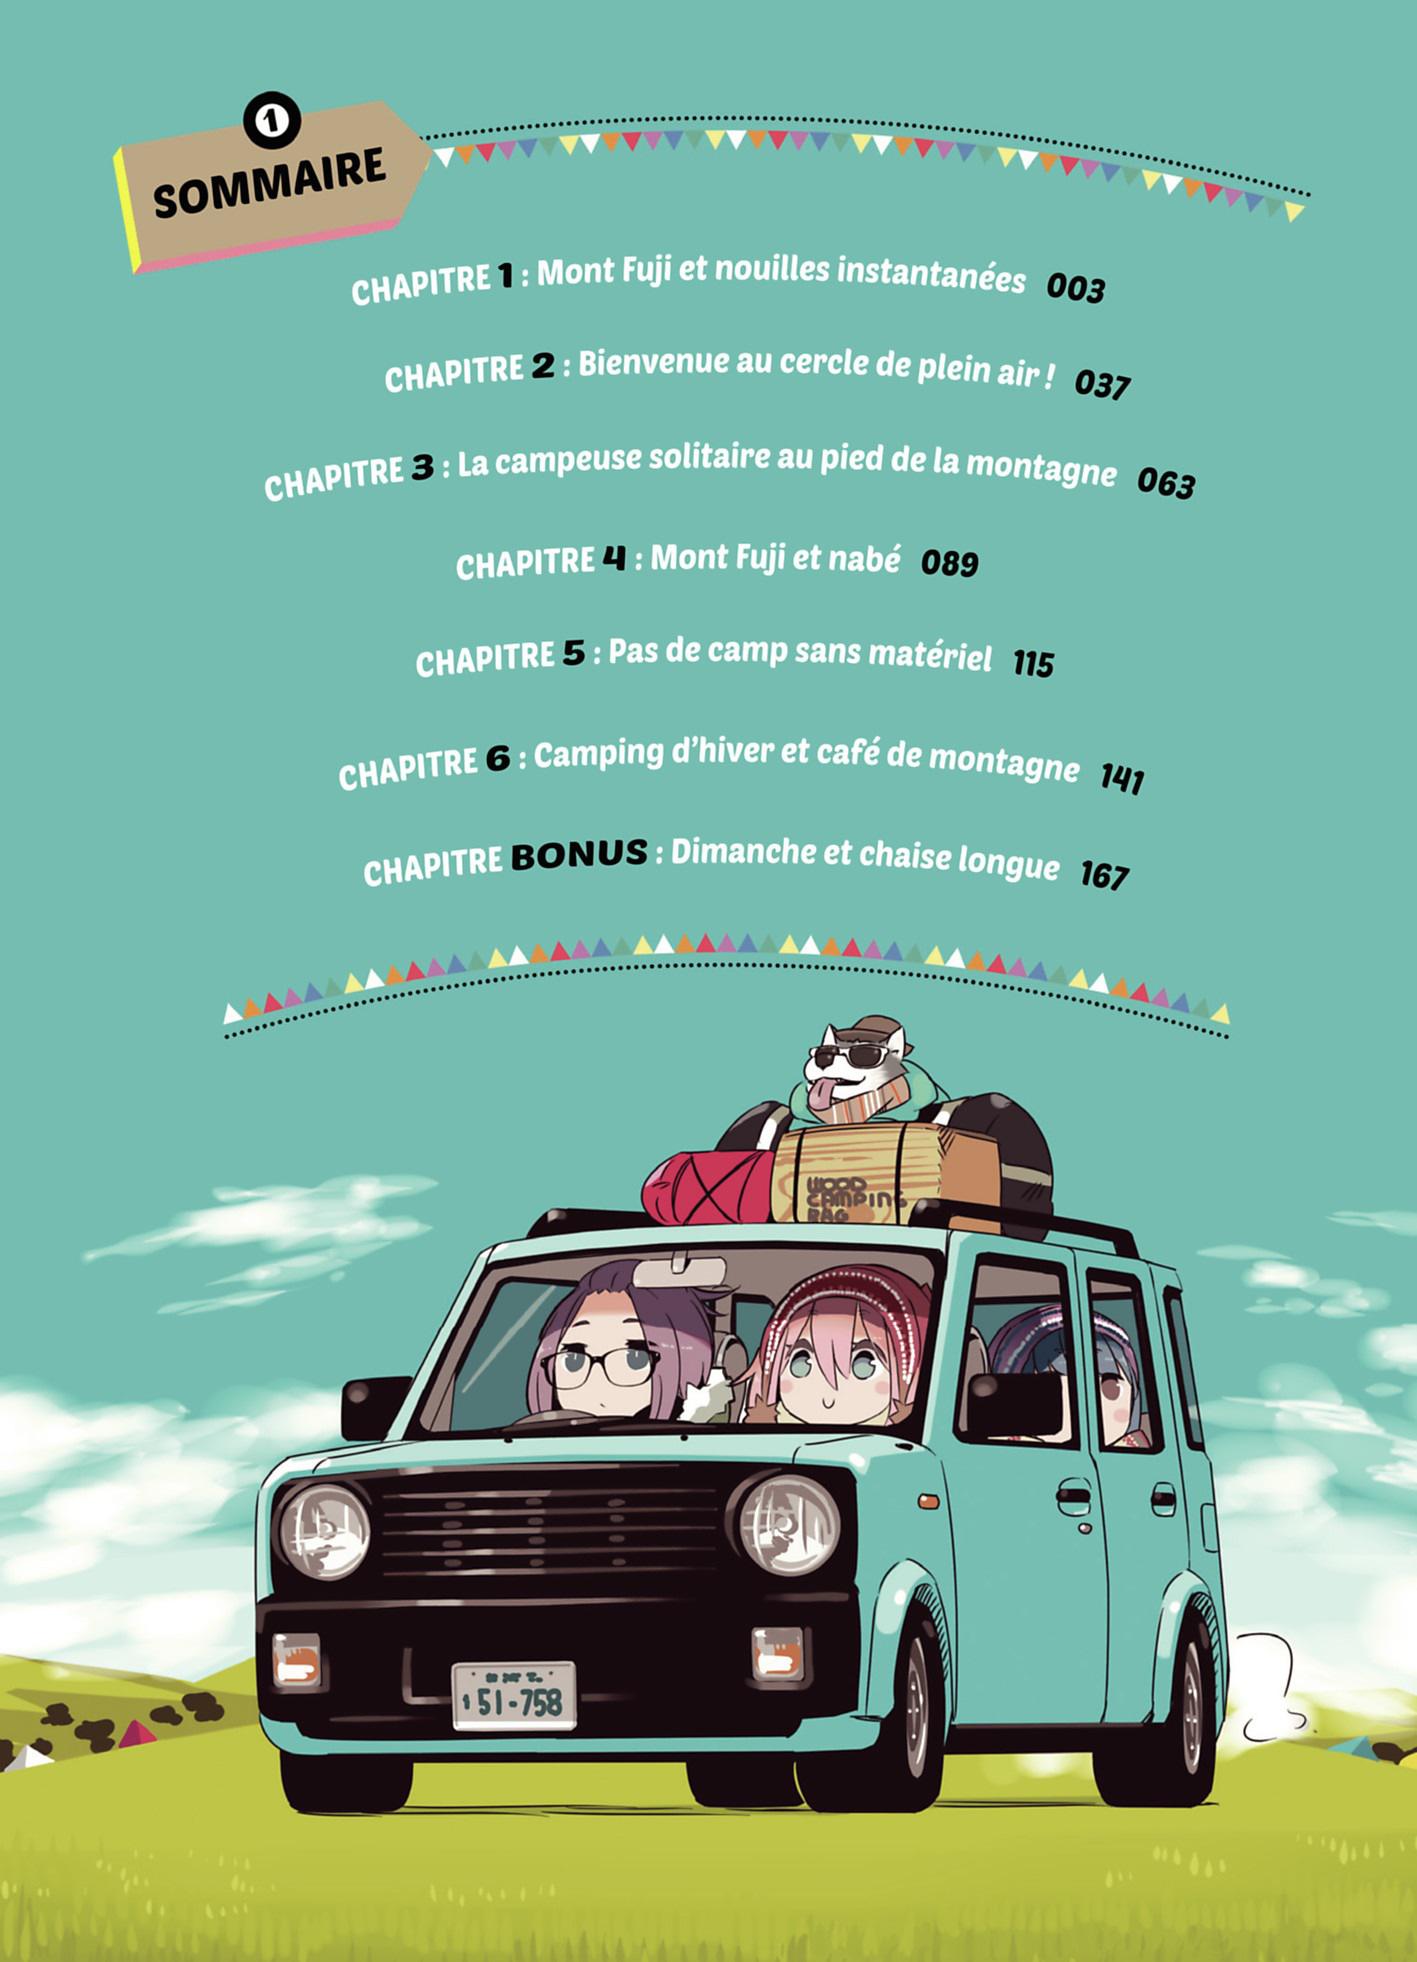 1
SOMMAIRE
CHAPITRE 1 : Mont Fuji et nouilles instantanées 003
CHAPITRE 2 : Bienvenue au cercle de plein air ! 037
CHAPITRE 3 : La campeuse solitaire au pied de la montagne 063
CHAPITRE 4 : Mont Fuji et nabé 089
CHAPITRE 5 : Pas de camp sans matériel 115
CHAPITRE 6 : Camping d’hiver et café de montagne 141
CHAPITRE BONUS : Dimanche et chaise longue 167
WOOD
CAMPING
BAG
51-758